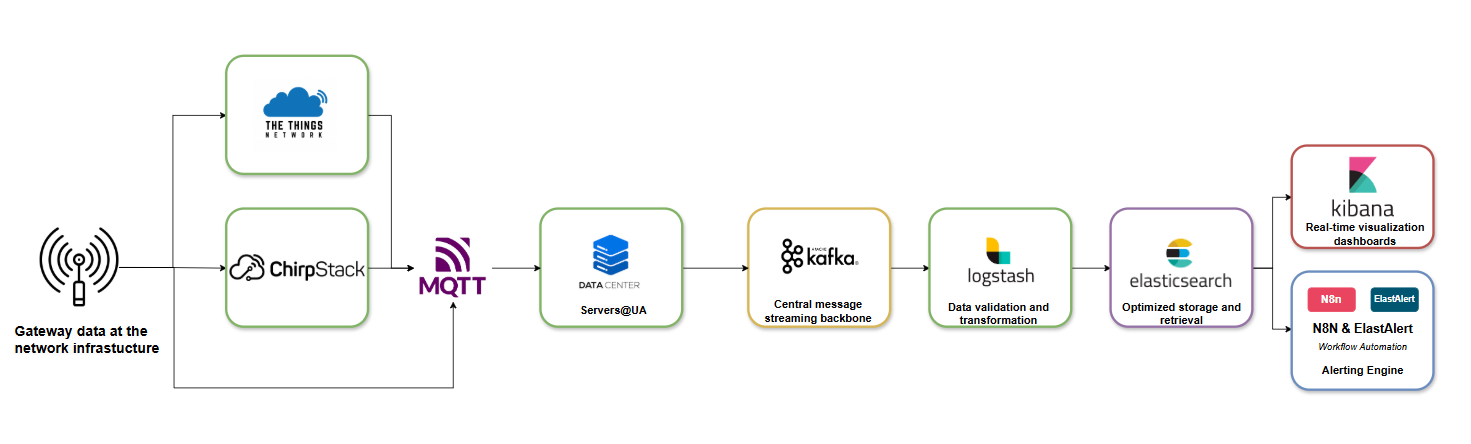 THE THINGS
NETWORK
ChirpStack
Gateway data at the
network infrastucture
MQTT
DATA CENTER
Servers@UA
APACHE
kafka®
Central message
streaming backbone
logstash
Data validation and
transformation
elasticsearch
Optimized storage and
retrieval
kibana
Real-time visualization
dashboards
N8n
ElastAlert
N8N & ElastAlert
Workflow Automation
Alerting Engine